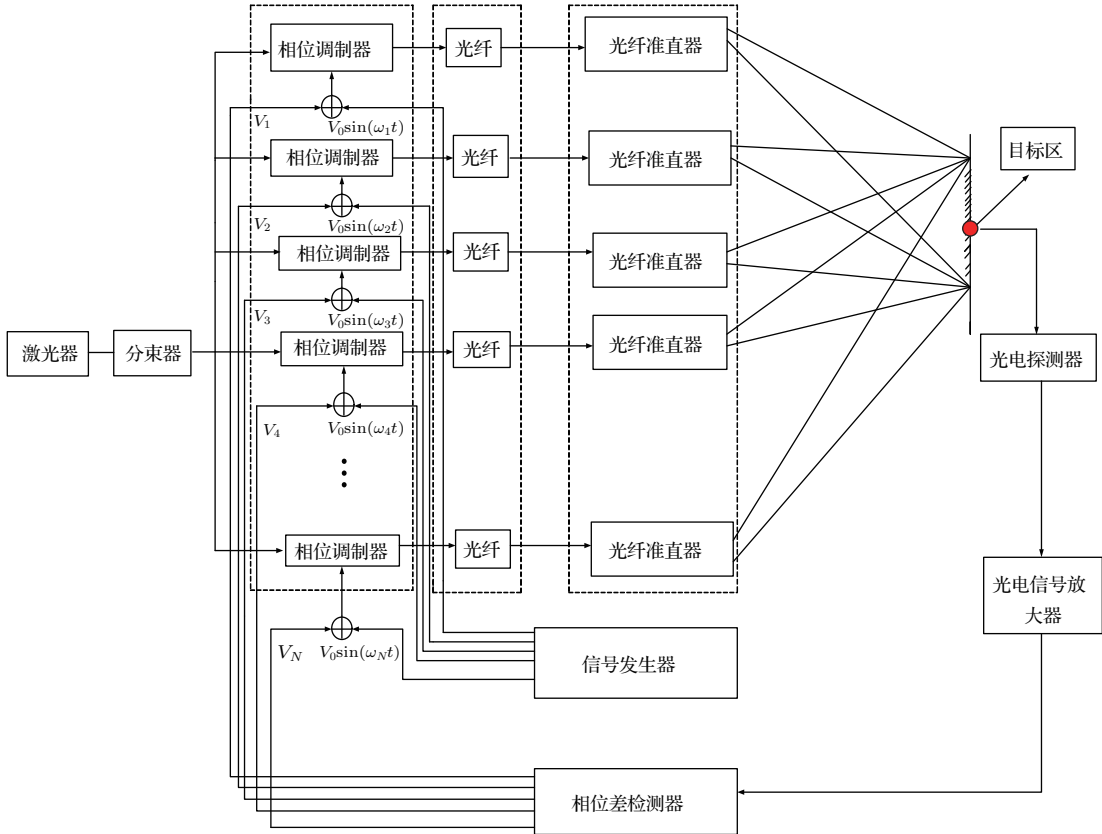 相位调制器
光纤
光纤准直器
V₁
V₀sin(ω₁t)
相位调制器
光纤
光纤准直器
目标区
V₂
V₀sin(ω₂t)
相位调制器
光纤
光纤准直器
V₃
V₀sin(ω₃t)
激光器
分束器
相位调制器
光纤
光纤准直器
光电探测器
V₄
V₀sin(ω₄t)
相位调制器
光纤
光纤准直器
光电信号放
大器
V_N
V₀sin(ω_N t)
信号发生器
相位差检测器